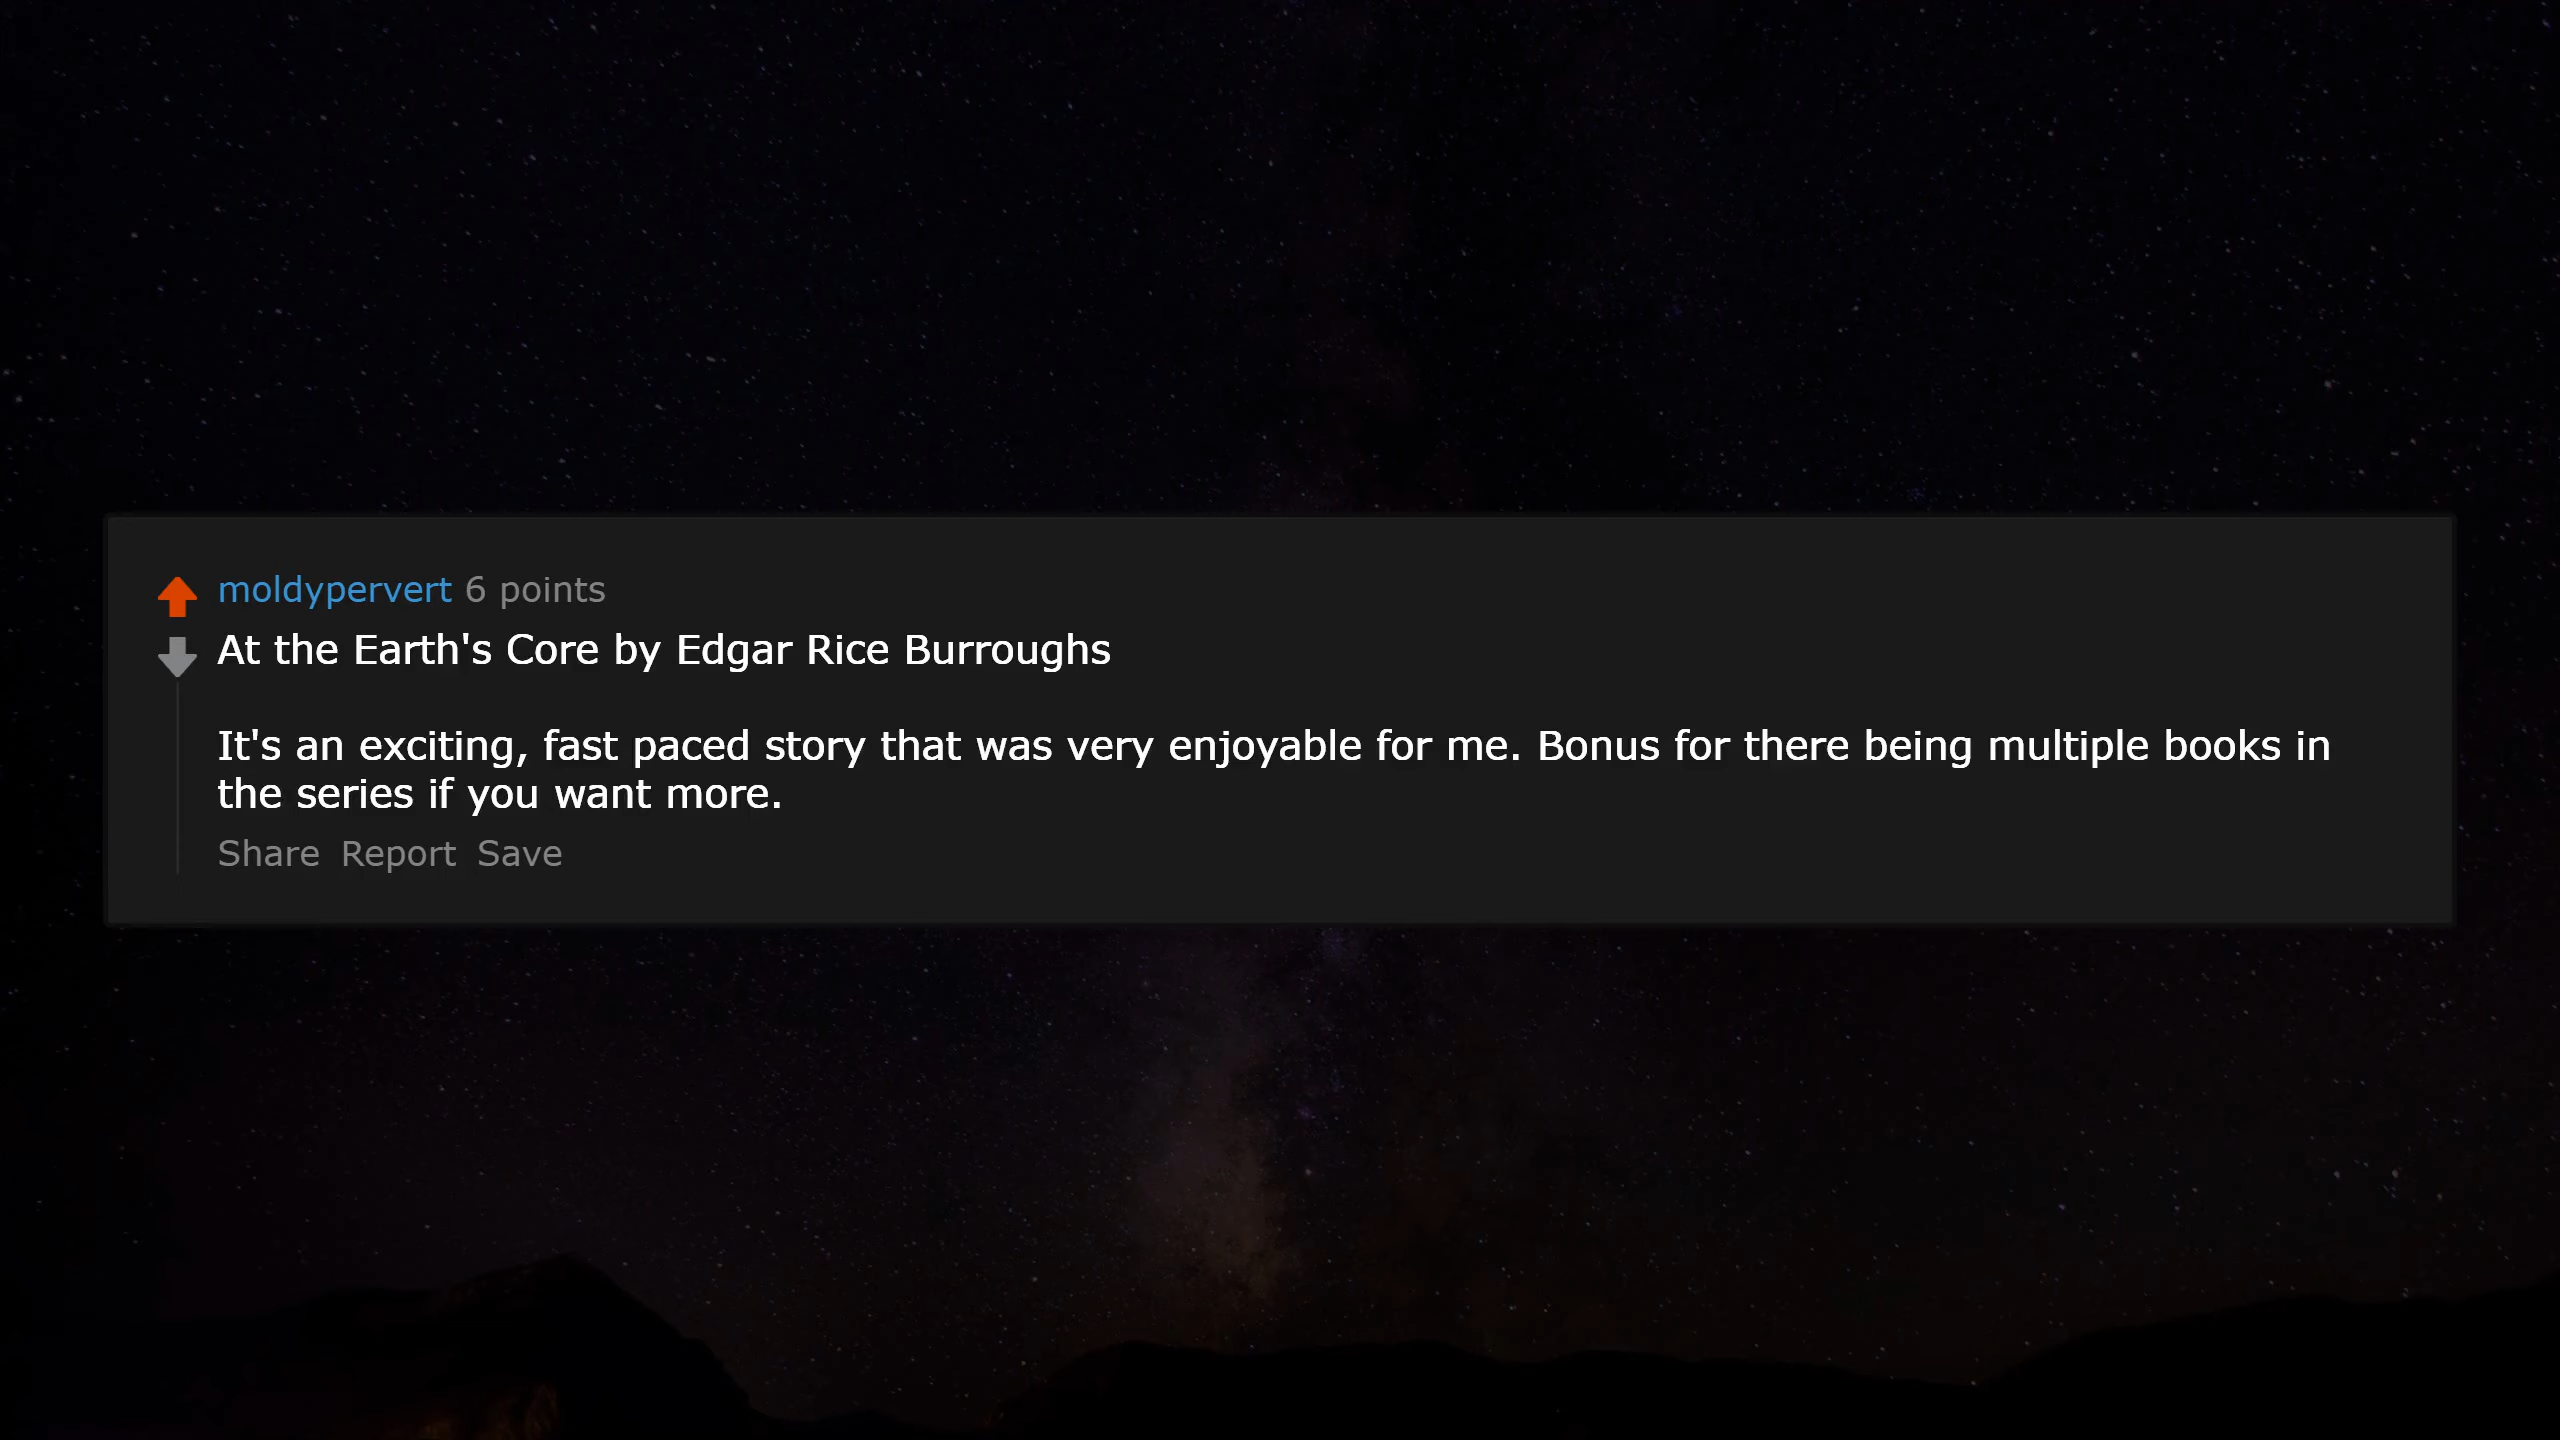 moldypervert 6 points
At the Earth's Core by Edgar Rice Burroughs
It's an exciting, fast paced story that was very enjoyable for me. Bonus for there being multiple books in
the series if you want more.
Share Report Save